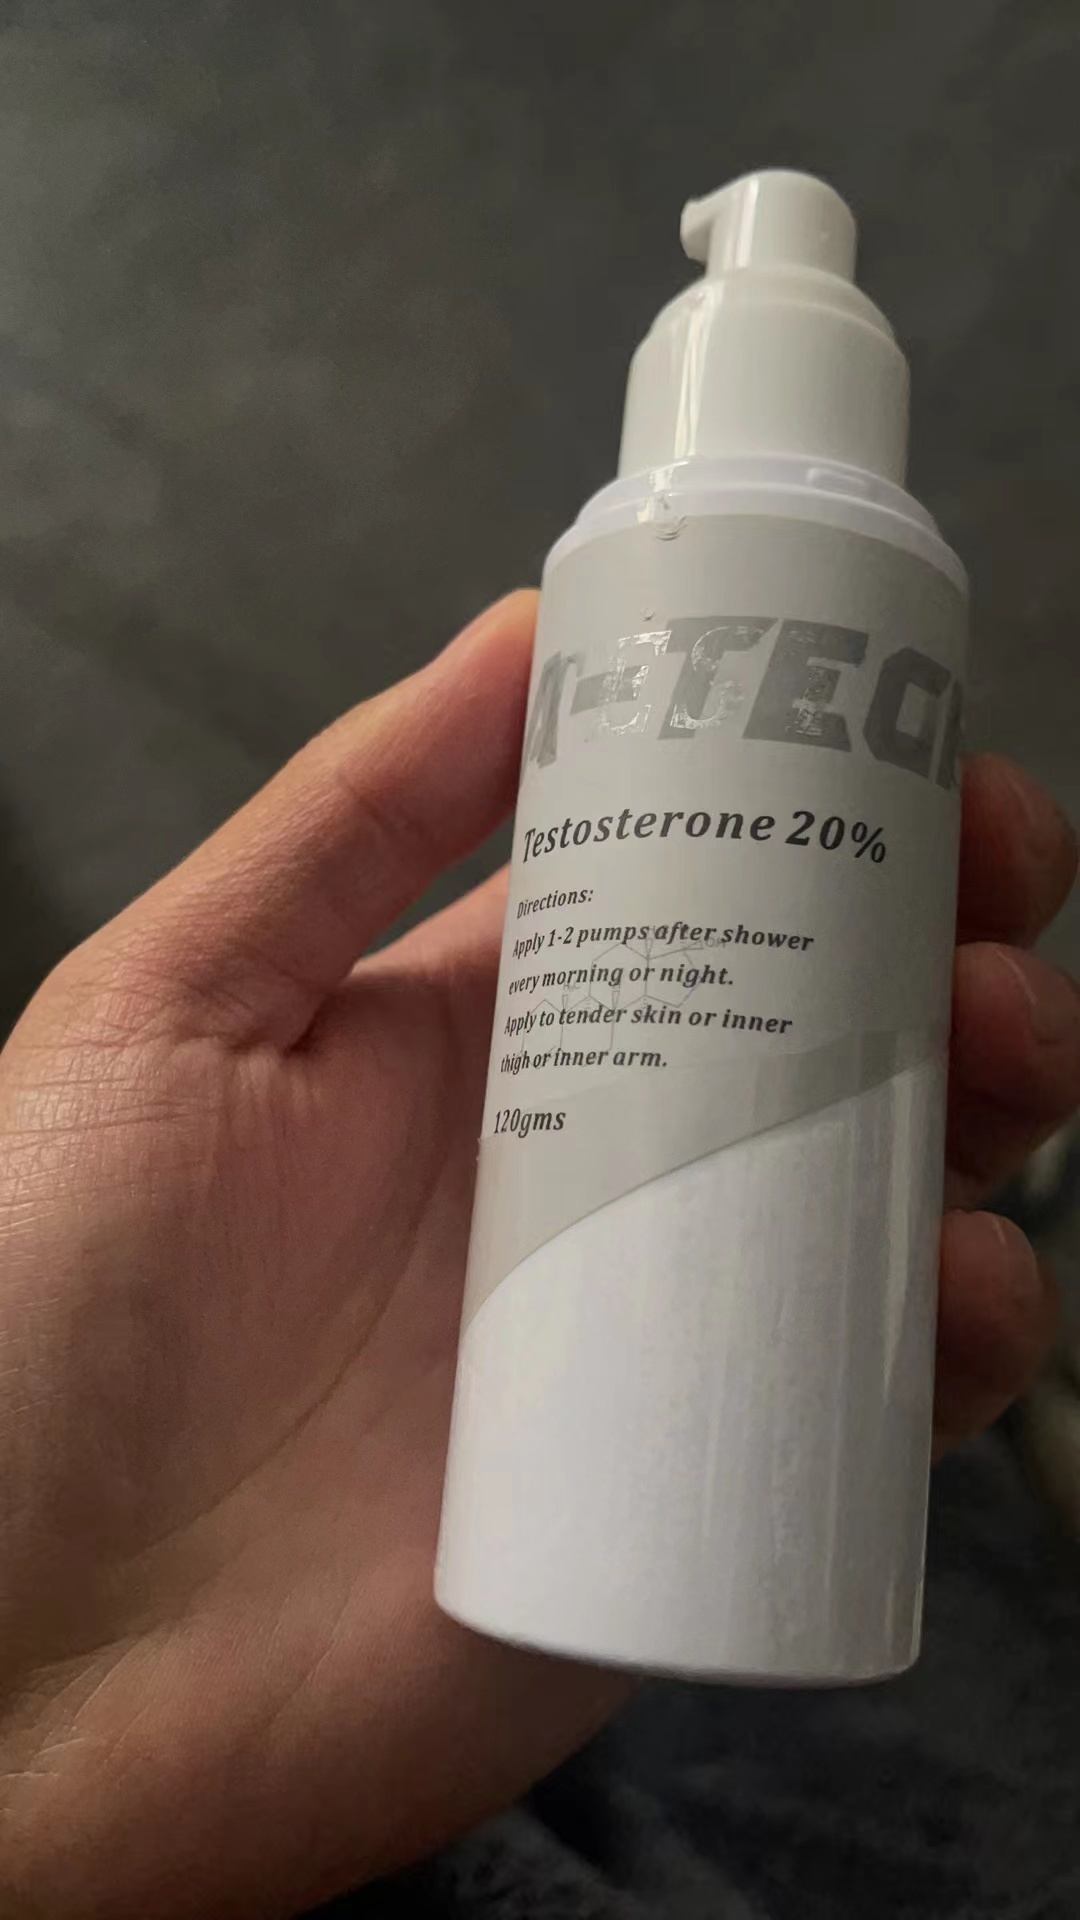 -TECH
Testosterone 20%
Directions:
Apply 1-2 pumps after shower
every morning or night.
Apply to tender skin or inner
thigh or inner arm.
120gms